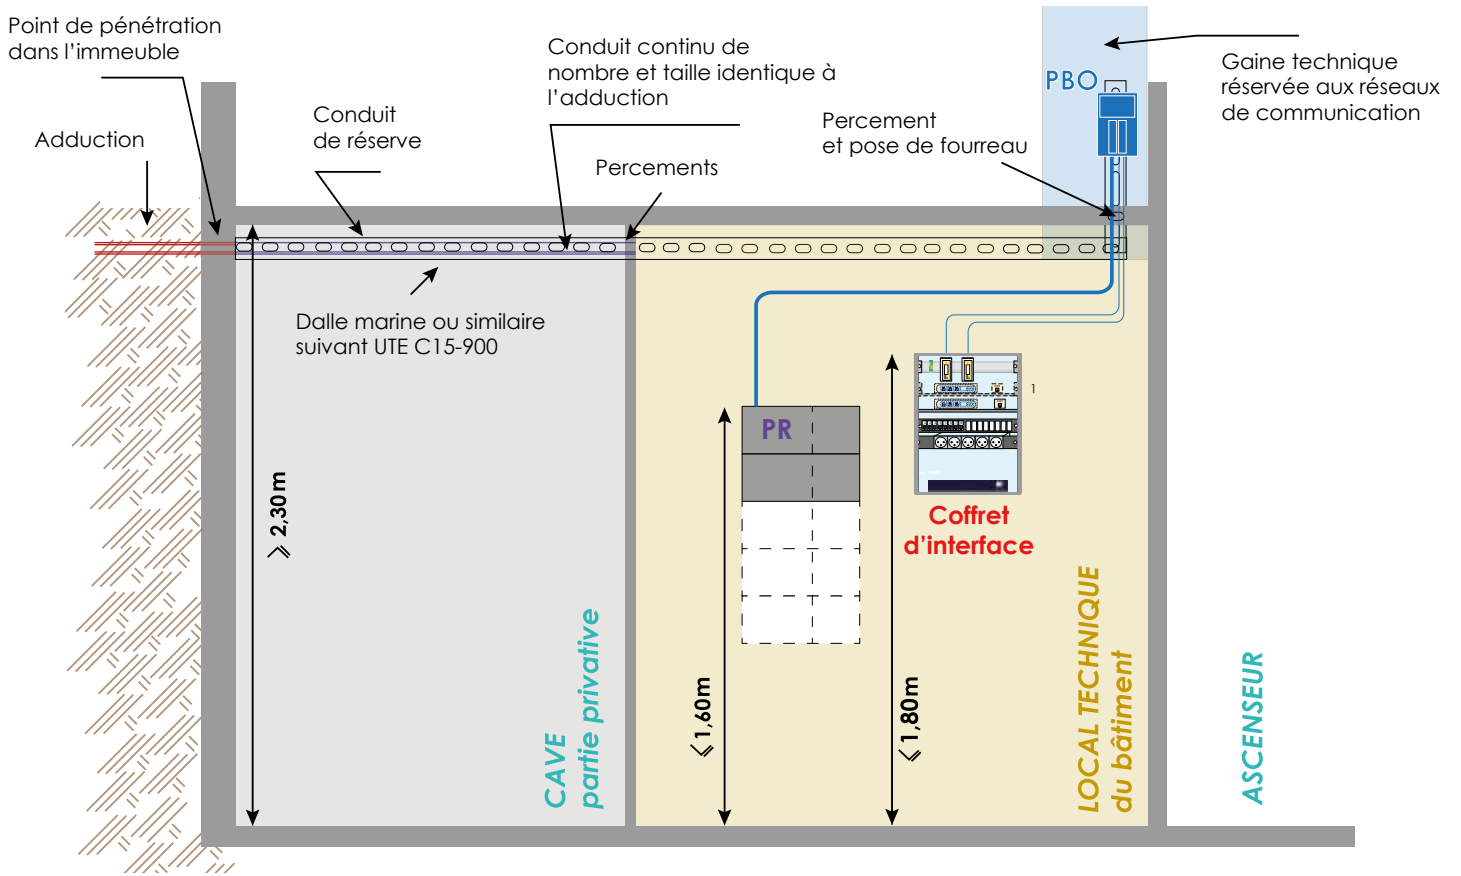 Point de pénétration
dans l'immeuble
Adduction
Conduit
de réserve
Conduit continu de
nombre et taille identique à
l'adduction
Percements
Percement
et pose de fourreau
PBO
Gaine technique
réservée aux réseaux
de communication
Dalle marine ou similaire
suivant UTE C15-900
PR
1
Coffret
d'interface
⩾ 2,30m
⩽ 1,60m
⩽ 1,80m
CAVE
partie privative
LOCAL TECHNIQUE
du bâtiment
ASCENSEUR